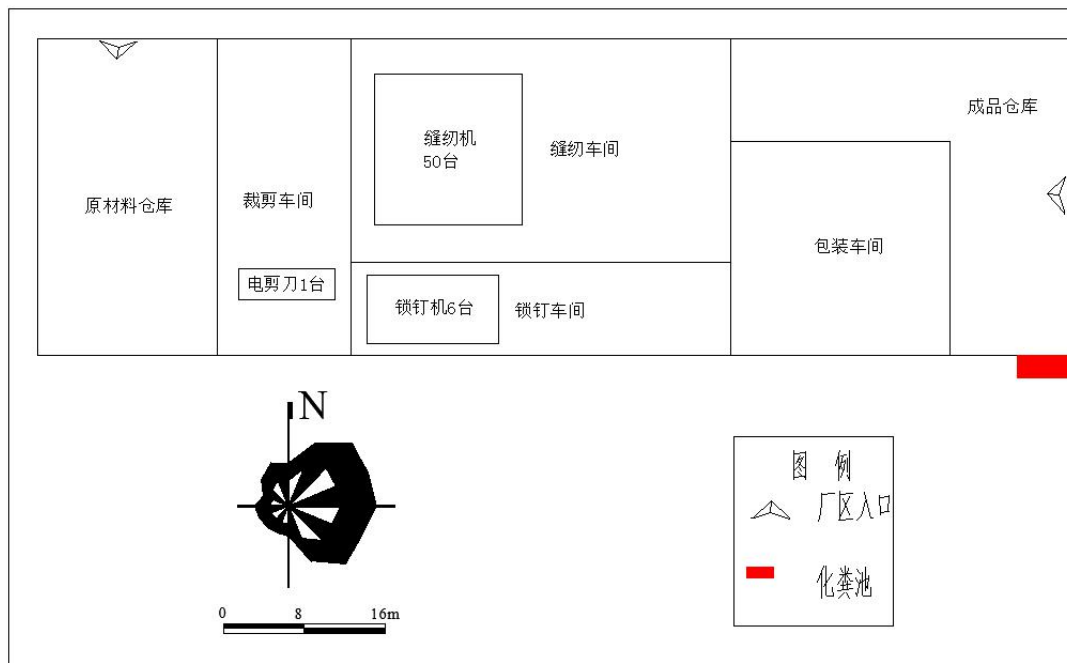 成品仓库
缝纫机
50台
缝纫车间
原材料仓库
裁剪车间
包装车间
电剪刀1台
锁钉机6台
锁钉车间
N
图 例
厂区入口
化粪池
0 8 16m